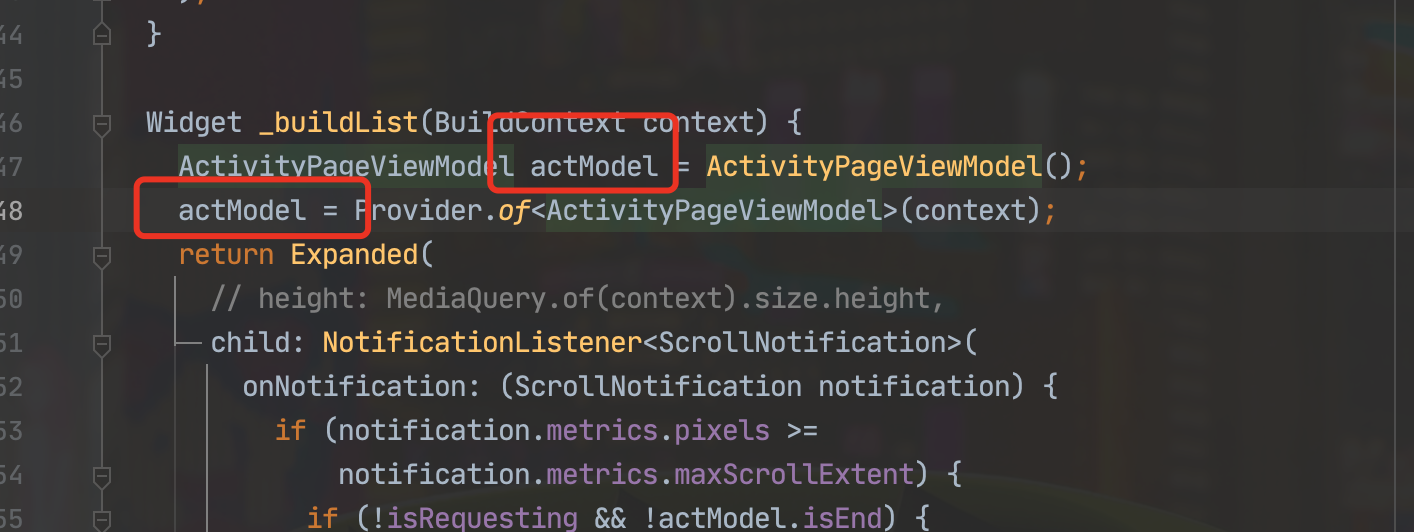 44 }
45
46 Widget _buildList(BuildContext context) {
47 ActivityPageViewModel actModel = ActivityPageViewModel();
48 actModel = Provider.of<ActivityPageViewModel>(context);
49 return Expanded(
50 // height: MediaQuery.of(context).size.height,
51 child: NotificationListener<ScrollNotification>(
52 onNotification: (ScrollNotification notification) {
53 if (notification.metrics.pixels >=
54 notification.metrics.maxScrollExtent) {
55 if (!isRequesting && !actModel.isEnd) {